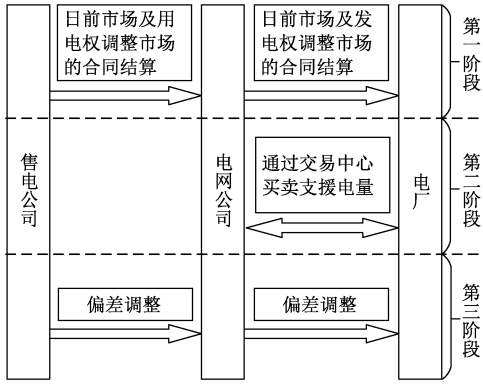 日前市场及用
电权调整市场
的合同结算
日前市场及发
电权调整市场
的合同结算
第一阶段
售电公司
电网公司
通过交易中心
买卖支援电量
电厂
第二阶段
偏差调整
偏差调整
第三阶段